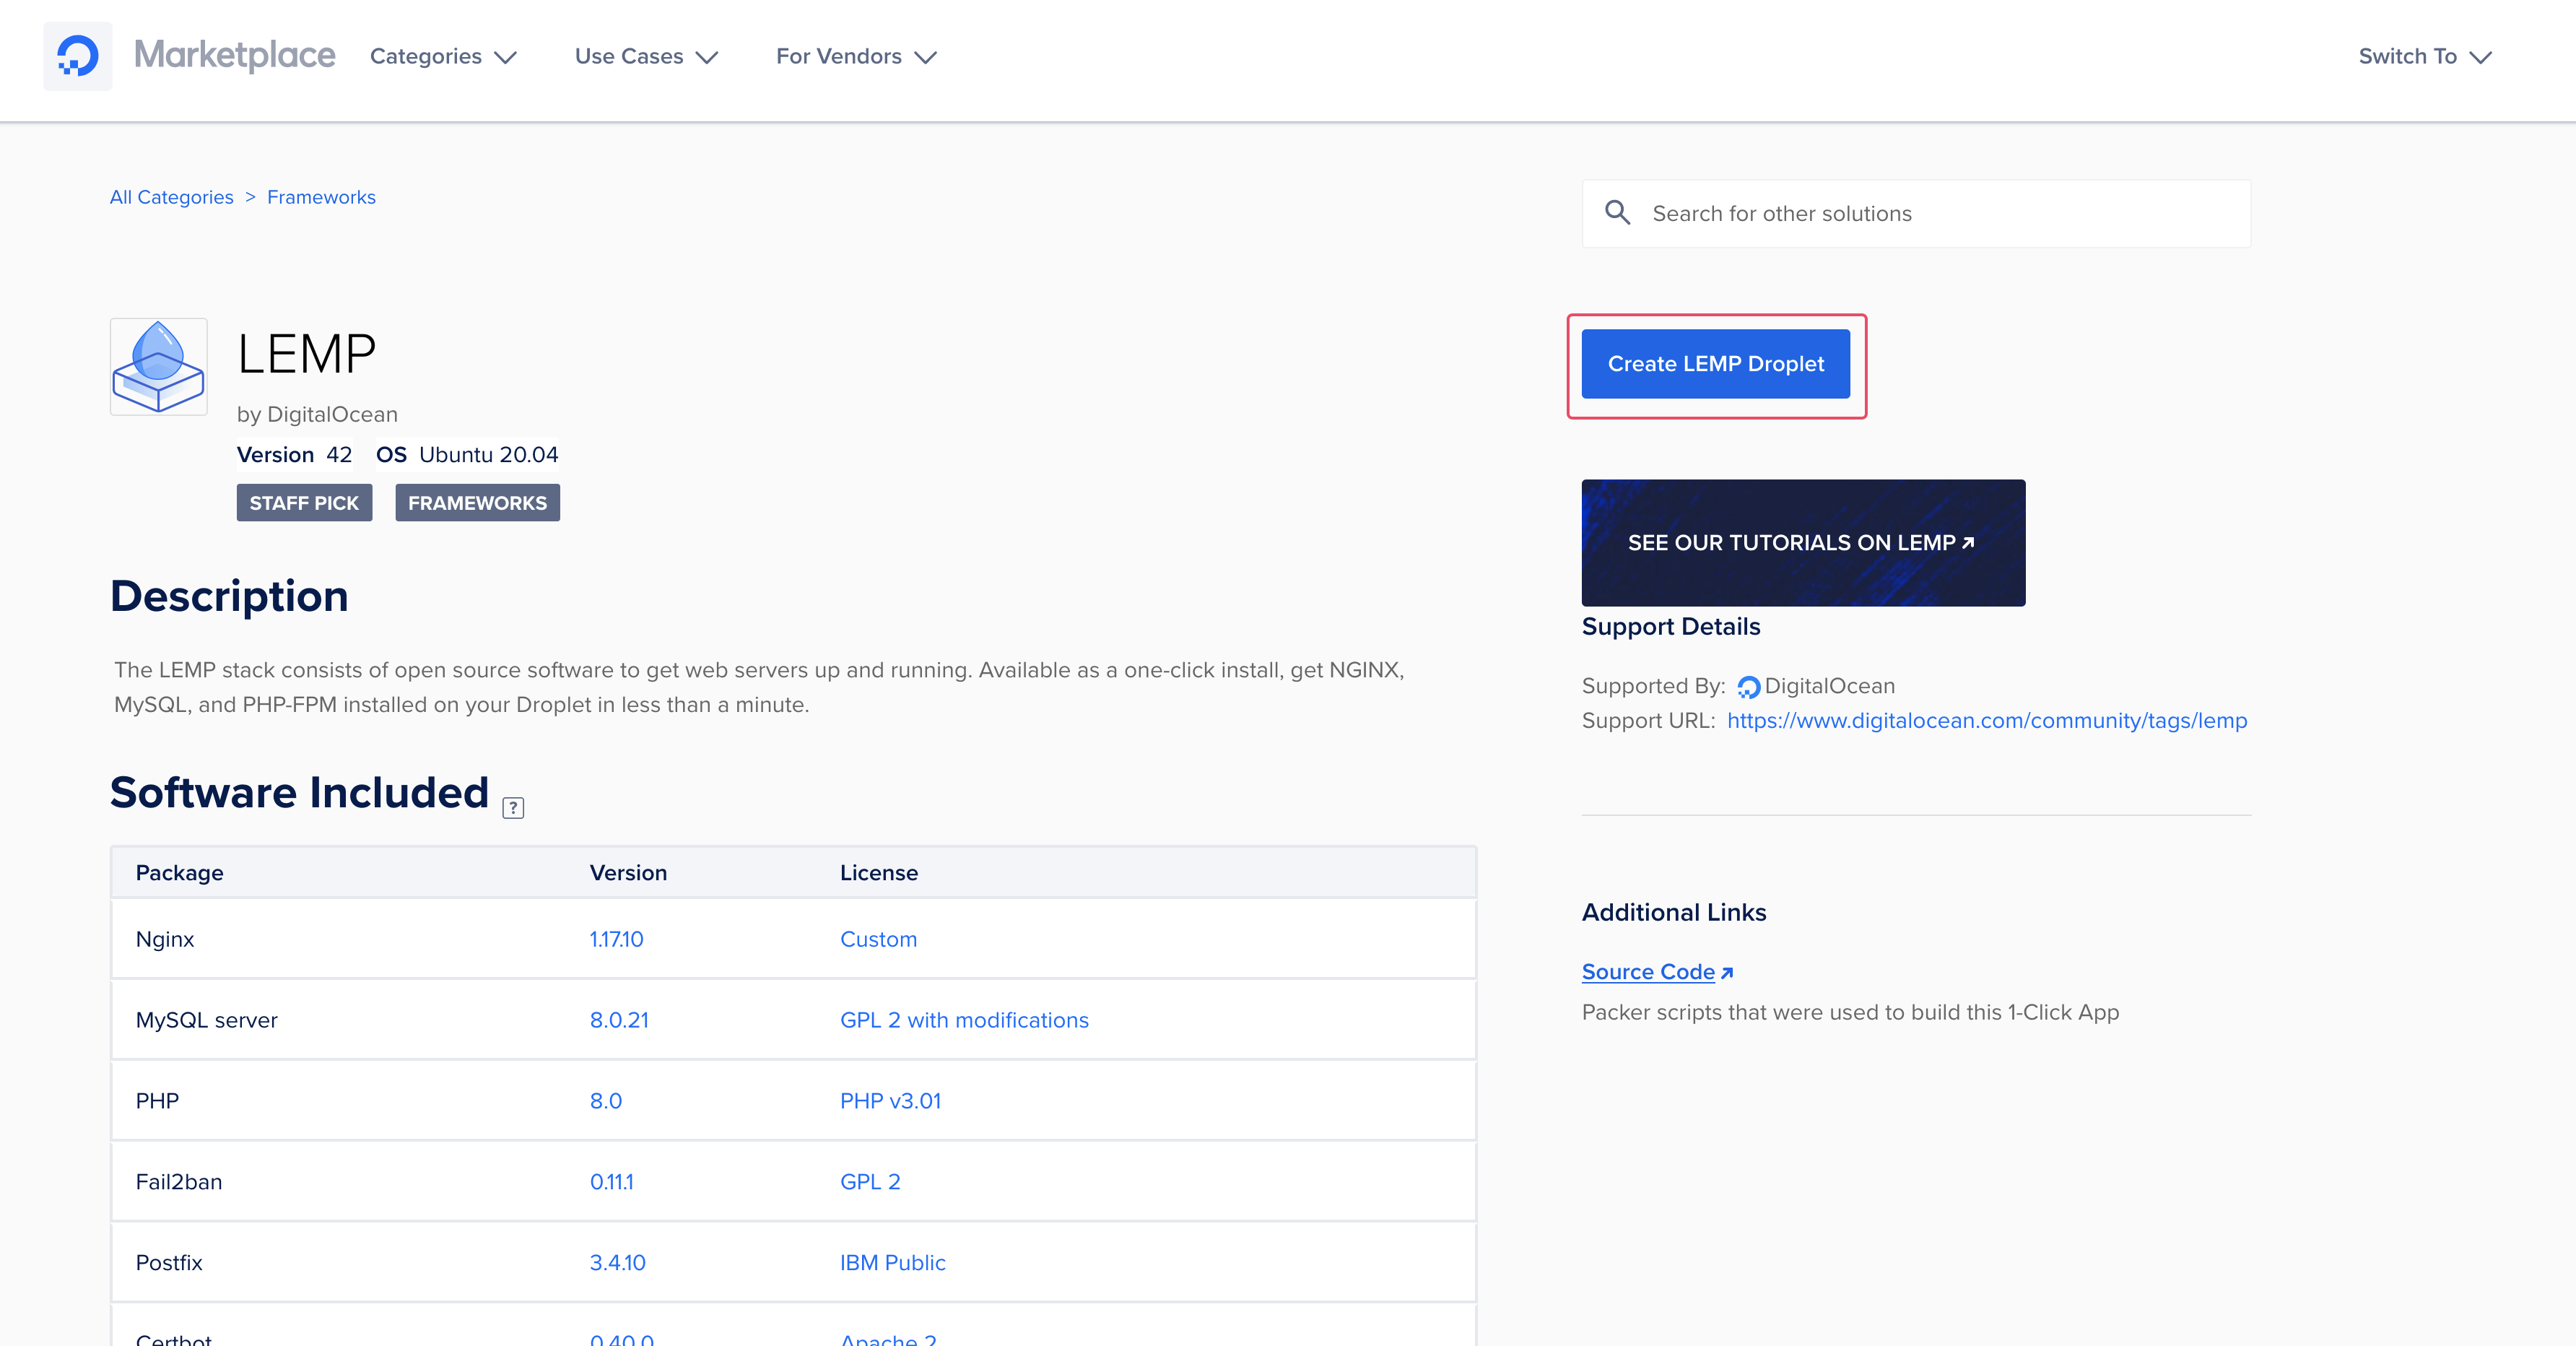 Marketplace
Categories
Use Cases
For Vendors
Switch To
All Categories > Frameworks
Search for other solutions
LEMP
by DigitalOcean
Version 42 OS Ubuntu 20.04
STAFF PICK
FRAMEWORKS
Create LEMP Droplet
SEE OUR TUTORIALS ON LEMP
Support Details
Supported By: DigitalOcean
Support URL: https://www.digitalocean.com/community/tags/lemp
Description
The LEMP stack consists of open source software to get web servers up and running. Available as a one-click install, get NGINX,
MySQL, and PHP-FPM installed on your Droplet in less than a minute.
Software Included ?
Package Version License
Nginx 1.17.10 Custom
MySQL server 8.0.21 GPL 2 with modifications
PHP 8.0 PHP v3.01
Fail2ban 0.11.1 GPL 2
Postfix 3.4.10 IBM Public
Certbot 0.40.0 Apache 2
Additional Links
Source Code
Packer scripts that were used to build this 1-Click App